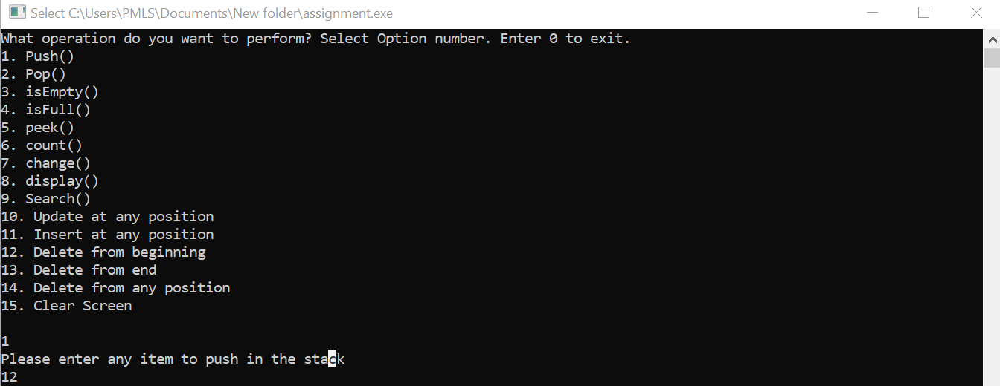 Select C:\Users\PMLS\Documents\New folder\assignment.exe
What operation do you want to perform? Select Option number. Enter 0 to exit.
1. Push()
2. Pop()
3. isEmpty()
4. isFull()
5. peek()
6. count()
7. change()
8. display()
9. Search()
10. Update at any position
11. Insert at any position
12. Delete from beginning
13. Delete from end
14. Delete from any position
15. Clear Screen
1
Please enter any item to push in the stack
12